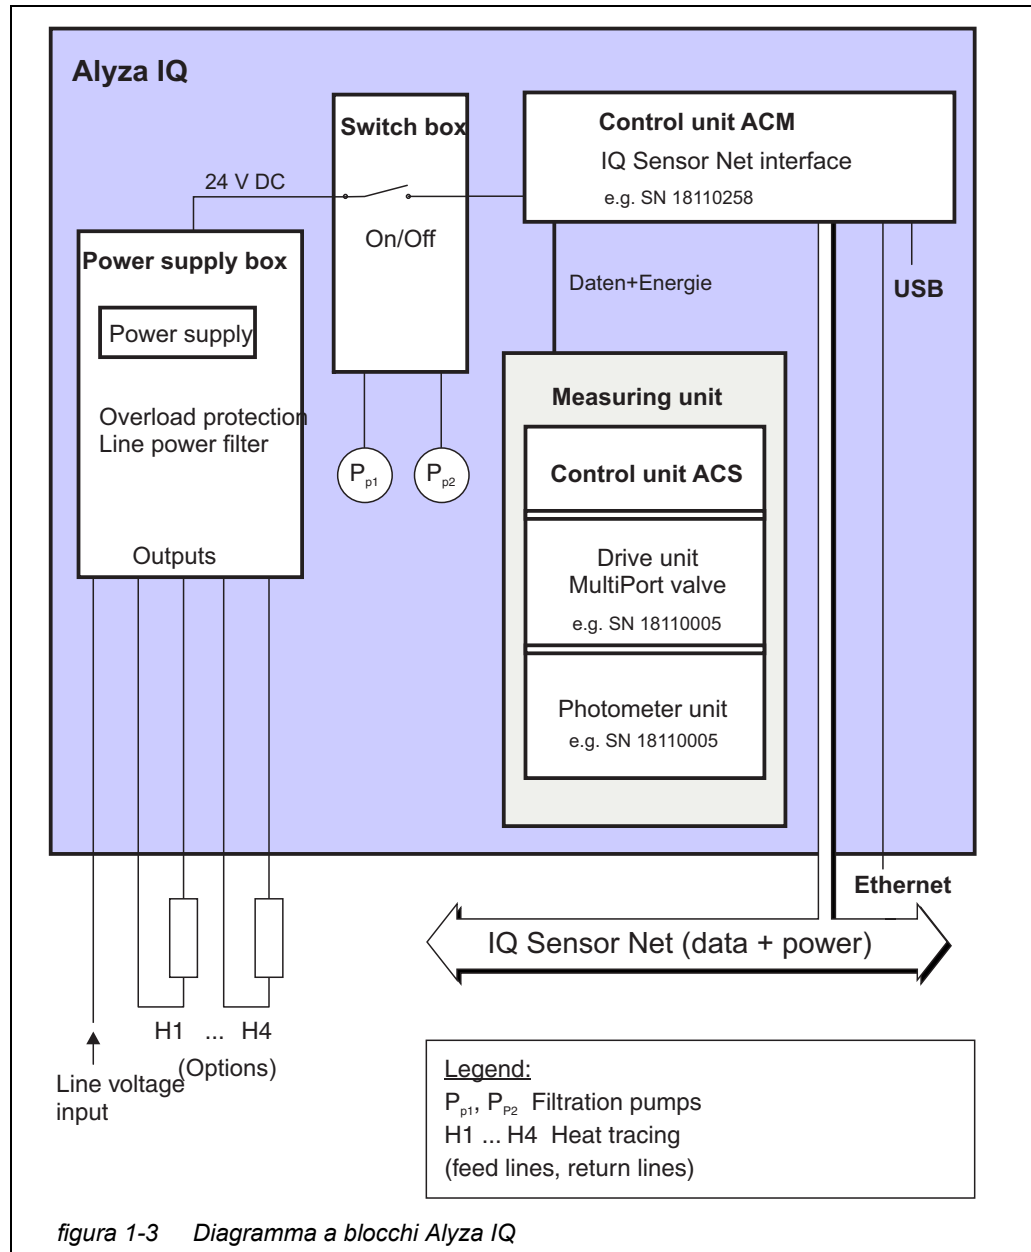 Alyza IQ
Switch box
On/Off
24 V DC
Control unit ACM
IQ Sensor Net interface
e.g. SN 18110258
Power supply box
Power supply
Overload protection
Line power filter
Outputs
Daten+Energie
USB
Measuring unit
Control unit ACS
Drive unit
MultiPort valve
e.g. SN 18110005
Photometer unit
e.g. SN 18110005
Pp1
Pp2
Ethernet
IQ Sensor Net (data + power)
H1 ... H4
(Options)
Line voltage
input
Legend:
Pp1, PP2 Filtration pumps
H1 ... H4 Heat tracing
(feed lines, return lines)
figura 1-3 Diagramma a blocchi Alyza IQ